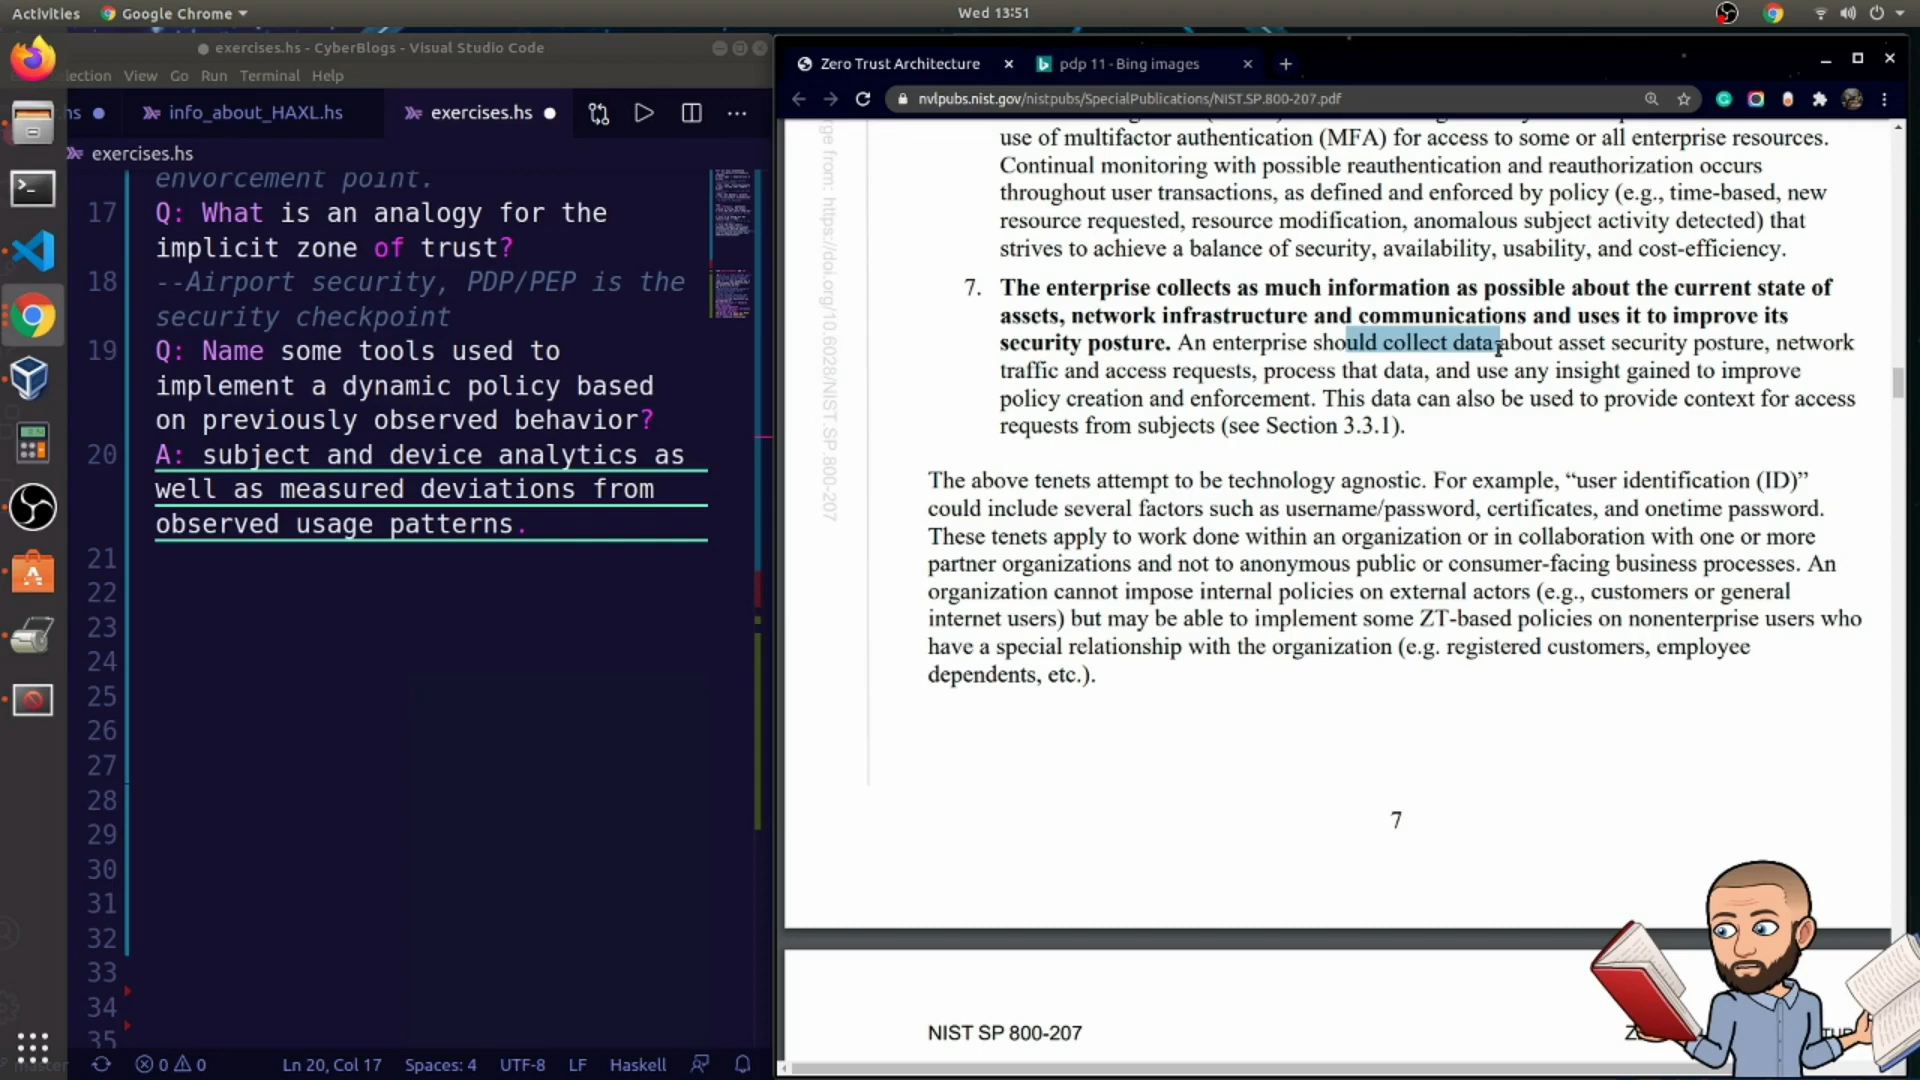 Activities
Google Chrome
Wed 13:51
exercises.hs - CyberBlogs - Visual Studio Code
election View Go Run Terminal Help
.hs
info_about_HAXL.hs
exercises.hs
exercises.hs
envorcement point.
17 Q: What is an analogy for the
implicit zone of trust?
18 --Airport security, PDP/PEP is the
security checkpoint
19 Q: Name some tools used to
implement a dynamic policy based
on previously observed behavior?
20 A: subject and device analytics as
well as measured deviations from
observed usage patterns.
21
22
23
24
25
26
27
28
29
30
31
32
33
34
35
master
0 0
Ln 20, Col 17
Spaces: 4
UTF-8
LF
Haskell
Zero Trust Architecture
pdp 11 - Bing images
nvlpubs.nist.gov/nistpubs/SpecialPublications/NIST.SP.800-207.pdf
rge from: https://doi.org/10.6028/NIST.SP.800-207
use of multifactor authentication (MFA) for access to some or all enterprise resources.
Continual monitoring with possible reauthentication and reauthorization occurs
throughout user transactions, as defined and enforced by policy (e.g., time-based, new
resource requested, resource modification, anomalous subject activity detected) that
strives to achieve a balance of security, availability, usability, and cost-efficiency.
7. The enterprise collects as much information as possible about the current state of
assets, network infrastructure and communications and uses it to improve its
security posture. An enterprise should collect data about asset security posture, network
traffic and access requests, process that data, and use any insight gained to improve
policy creation and enforcement. This data can also be used to provide context for access
requests from subjects (see Section 3.3.1).
The above tenets attempt to be technology agnostic. For example, “user identification (ID)”
could include several factors such as username/password, certificates, and onetime password.
These tenets apply to work done within an organization or in collaboration with one or more
partner organizations and not to anonymous public or consumer-facing business processes. An
organization cannot impose internal policies on external actors (e.g., customers or general
internet users) but may be able to implement some ZT-based policies on nonenterprise users who
have a special relationship with the organization (e.g. registered customers, employee
dependents, etc.).
7
NIST SP 800-207